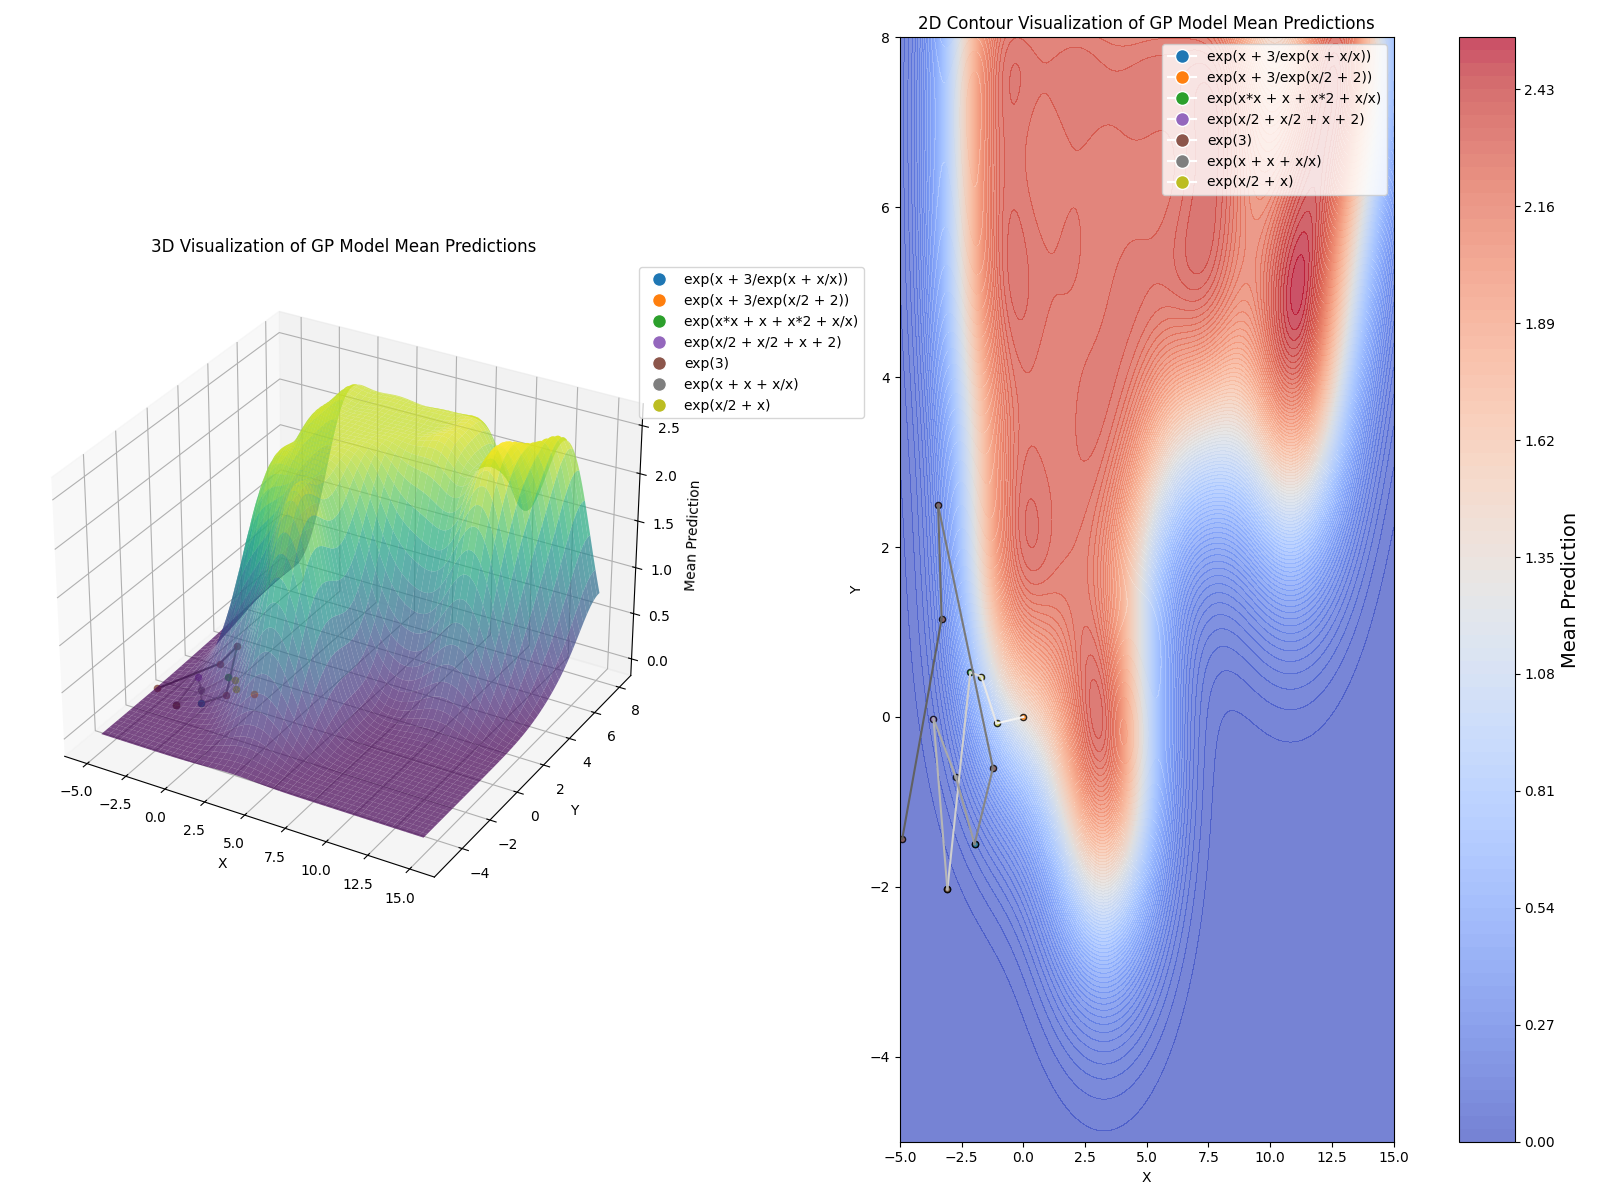 3D Visualization of GP Model Mean Predictions
exp(x + 3/exp(x + x/x))
exp(x + 3/exp(x/2 + 2))
exp(x*x + x + x*2 + x/x)
exp(x/2 + x/2 + x + 2)
exp(3)
exp(x + x + x/x)
exp(x/2 + x)
2.5
2.0
1.5
1.0
0.5
0.0
Mean Prediction
8
6
4
2
0
−2
−4
Y
−5.0
−2.5
0.0
2.5
5.0
7.5
10.0
12.5
15.0
X
2D Contour Visualization of GP Model Mean Predictions
exp(x + 3/exp(x + x/x))
exp(x + 3/exp(x/2 + 2))
exp(x*x + x + x*2 + x/x)
exp(x/2 + x/2 + x + 2)
exp(3)
exp(x + x + x/x)
exp(x/2 + x)
8
6
4
2
0
−2
−4
Y
−5.0
−2.5
0.0
2.5
5.0
7.5
10.0
12.5
15.0
X
2.43
2.16
1.89
1.62
1.35
1.08
0.81
0.54
0.27
0.00
Mean Prediction